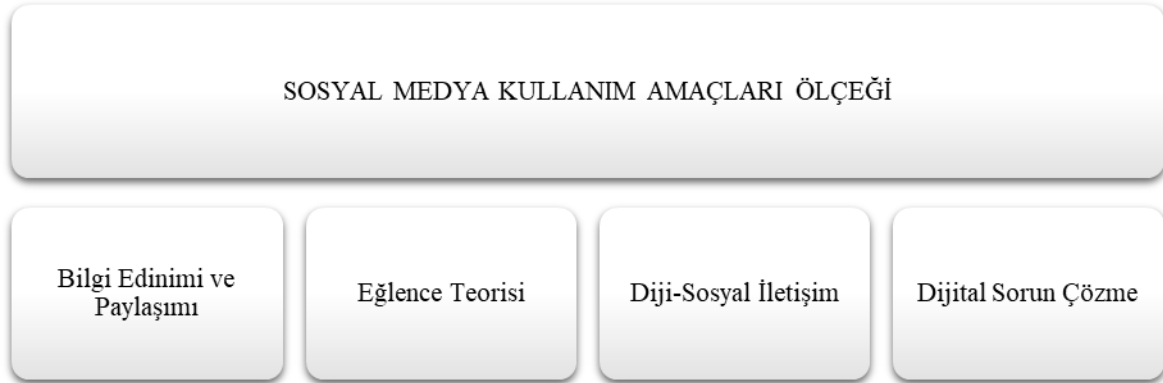 SOSYAL MEDYA KULLANIM AMAÇLARI ÖLÇEĞİ
Bilgi Edinimi ve
Paylaşımı
Eğlence Teorisi
Diji-Sosyal İletişim
Dijital Sorun Çözme